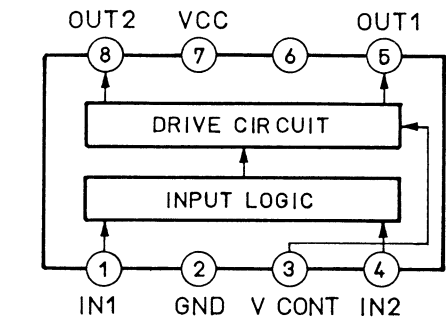 OUT2 VCC OUT1
8 7 6 5
DRIVE CIRCUIT
INPUT LOGIC
1 2 3 4
IN1 GND V CONT IN2